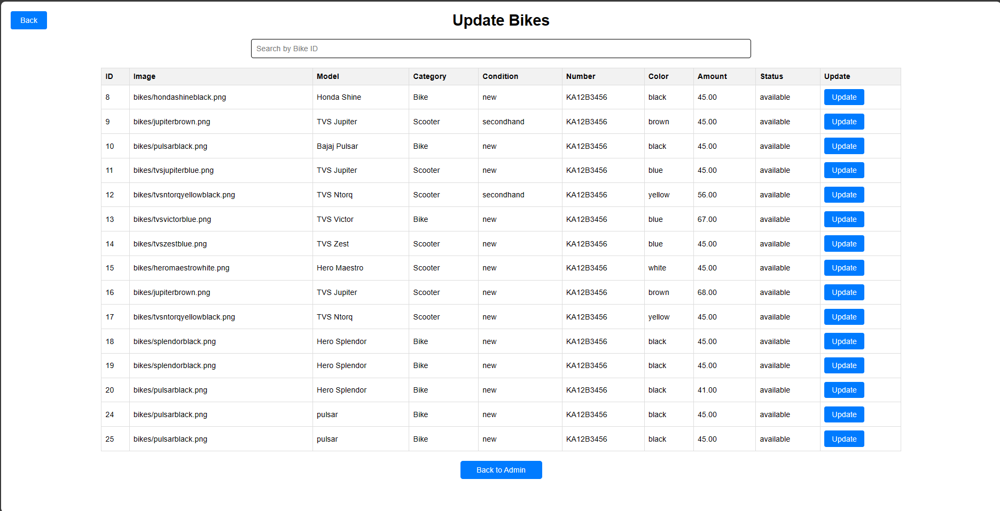 Back
Update Bikes
Search by Bike ID
ID Image Model Category Condition Number Color Amount Status Update
8 bikes/hondashineblack.png Honda Shine Bike new KA12B3456 black 45.00 available Update
9 bikes/jupiterbrown.png TVS Jupiter Scooter secondhand KA12B3456 brown 45.00 available Update
10 bikes/pulsarblack.png Bajaj Pulsar Bike new KA12B3456 black 45.00 available Update
11 bikes/tvsjupiterblue.png TVS Jupiter Scooter new KA12B3456 blue 45.00 available Update
12 bikes/tvsntorqyellowblack.png TVS Ntorq Scooter secondhand KA12B3456 yellow 56.00 available Update
13 bikes/tvsvictorblue.png TVS Victor Bike new KA12B3456 blue 67.00 available Update
14 bikes/tvszestblue.png TVS Zest Scooter new KA12B3456 blue 45.00 available Update
15 bikes/heromaestrowhite.png Hero Maestro Scooter new KA12B3456 white 45.00 available Update
16 bikes/jupiterbrown.png TVS Jupiter Scooter new KA12B3456 brown 68.00 available Update
17 bikes/tvsntorqyellowblack.png TVS Ntorq Scooter new KA12B3456 yellow 45.00 available Update
18 bikes/splendorblack.png Hero Splendor Bike new KA12B3456 black 45.00 available Update
19 bikes/splendorblack.png Hero Splendor Bike new KA12B3456 black 45.00 available Update
20 bikes/pulsarblack.png Hero Splendor Bike new KA12B3456 black 41.00 available Update
24 bikes/pulsarblack.png pulsar Bike new KA12B3456 black 45.00 available Update
25 bikes/pulsarblack.png pulsar Bike new KA12B3456 black 45.00 available Update
Back to Admin